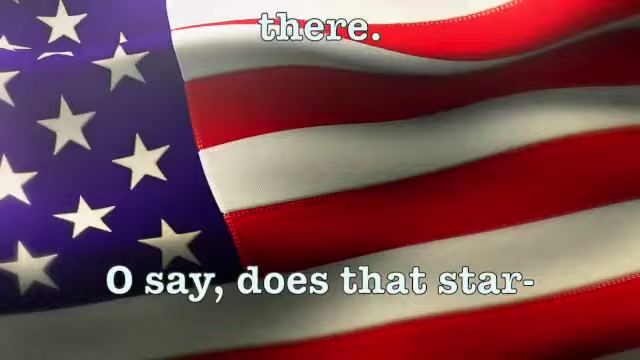 there.
O say, does that star-